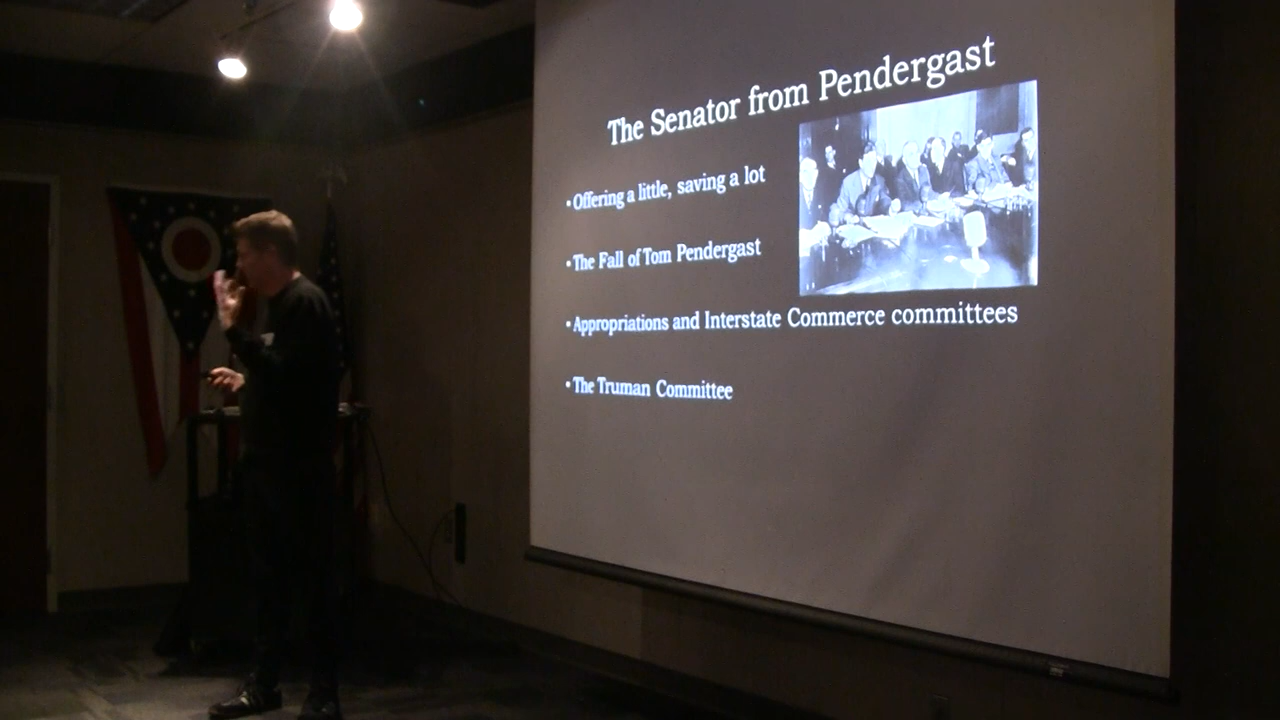 The Senator from Pendergast
•Offering a little, saving a lot
•The Fall of Tom Pendergast
•Appropriations and Interstate Commerce committees
•The Truman Committee